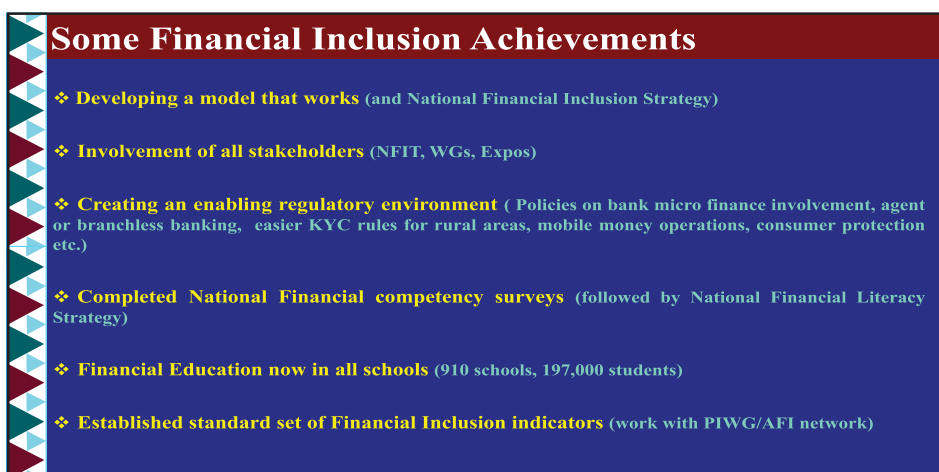 Some Financial Inclusion Achievements
❖ Developing a model that works (and National Financial Inclusion Strategy)
❖ Involvement of all stakeholders (NFIT, WGs, Expos)
❖ Creating an enabling regulatory environment ( Policies on bank micro finance involvement, agent
or branchless banking, easier KYC rules for rural areas, mobile money operations, consumer protection
etc.)
❖ Completed National Financial competency surveys (followed by National Financial Literacy
Strategy)
❖ Financial Education now in all schools (910 schools, 197,000 students)
❖ Established standard set of Financial Inclusion indicators (work with PIWG/AFI network)